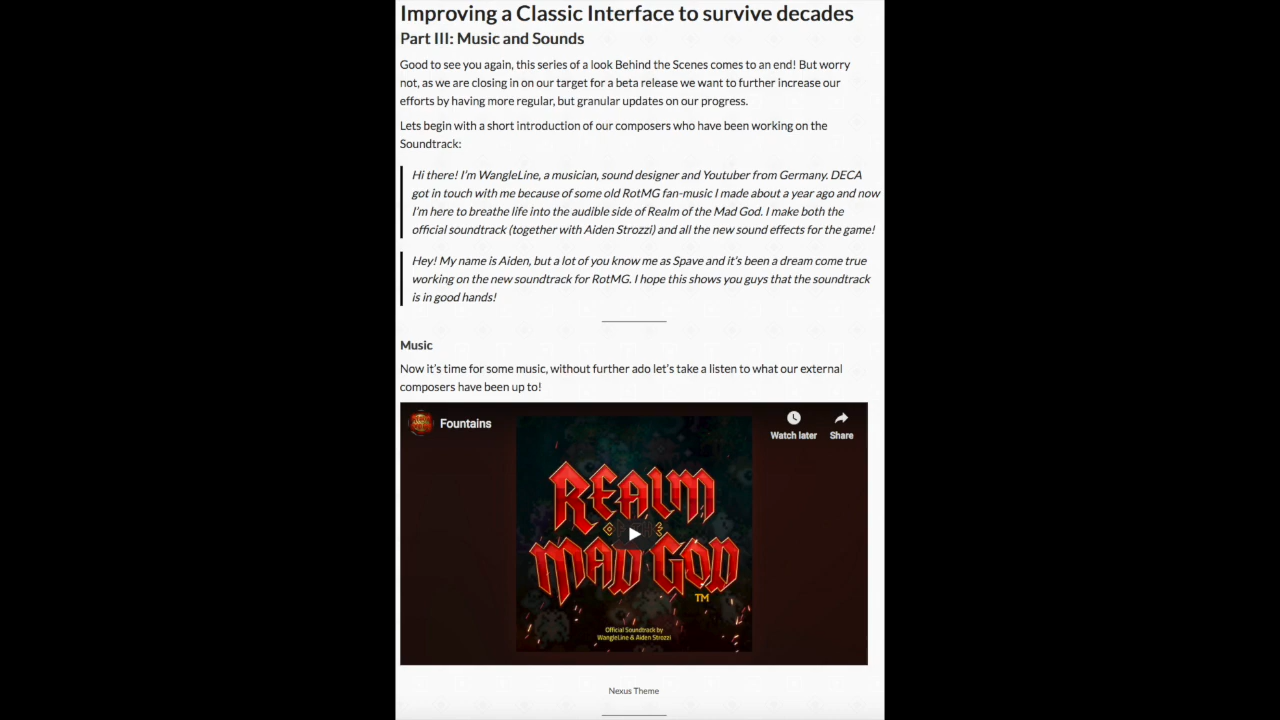 Improving a Classic Interface to survive decades
Part III: Music and Sounds
Good to see you again, this series of a look Behind the Scenes comes to an end! But worry
not, as we are closing in on our target for a beta release we want to further increase our
efforts by having more regular, but granular updates on our progress.
Lets begin with a short introduction of our composers who have been working on the
Soundtrack:
Hi there! I'm WangleLine, a musician, sound designer and Youtuber from Germany. DECA
got in touch with me because of some old RotMG fan-music I made about a year ago and now
I'm here to breathe life into the audible side of Realm of the Mad God. I make both the
official soundtrack (together with Aiden Strozzi) and all the new sound effects for the game!
Hey! My name is Aiden, but a lot of you know me as Spave and it's been a dream come true
working on the new soundtrack for RotMG. I hope this shows you guys that the soundtrack
is in good hands!
Music
Now it's time for some music, without further ado let's take a listen to what our external
composers have been up to!
Fountains
Watch later
Share
REALM
MAD GOD
TM
Official Soundtrack by
WangleLine & Aiden Strozzi
Nexus Theme